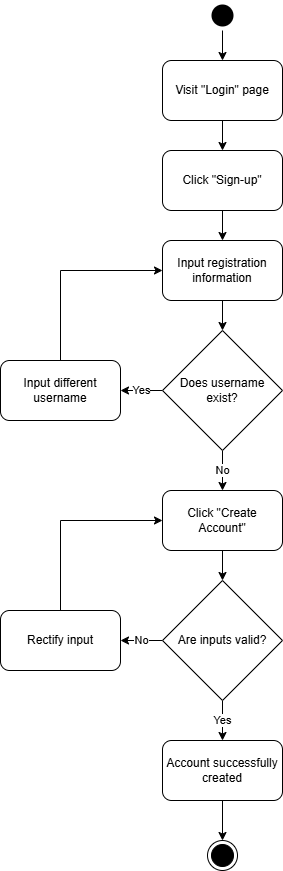 Visit "Login" page
Click "Sign-up"
Input registration
information
Does username
exist?
Yes
Input different
username
No
Click "Create
Account"
Are inputs valid?
No
Rectify input
Yes
Account successfully
created